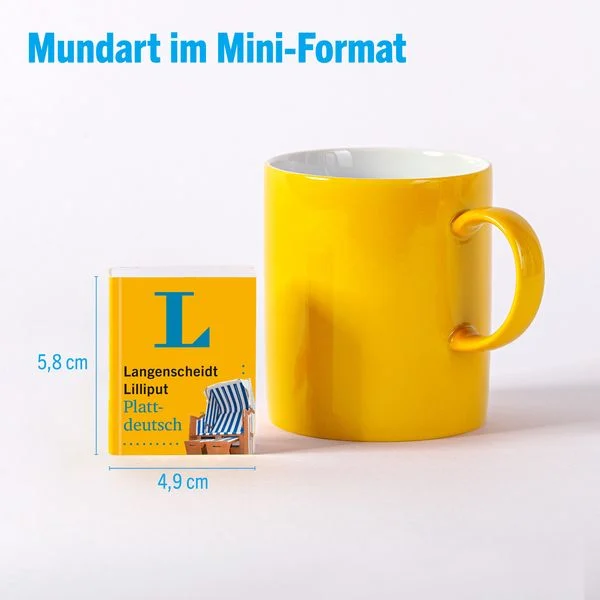 Mundart im Mini-Format
5,8 cm
L
Langenscheidt
Lilliput
Platt-
deutsch
4,9 cm